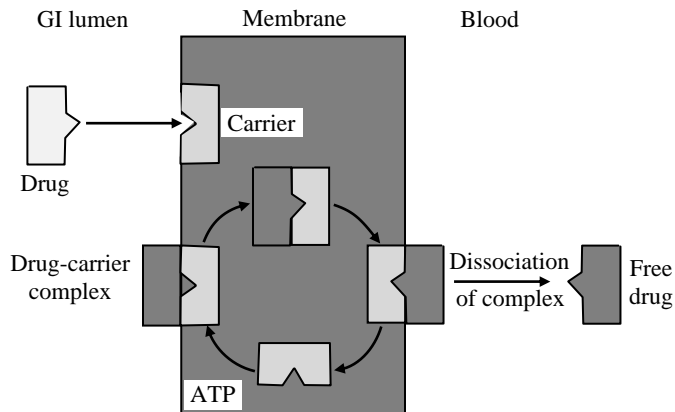 GI lumen
Membrane
Blood
Carrier
Drug
Drug-carrier
complex
Dissociation
of complex
Free
drug
ATP